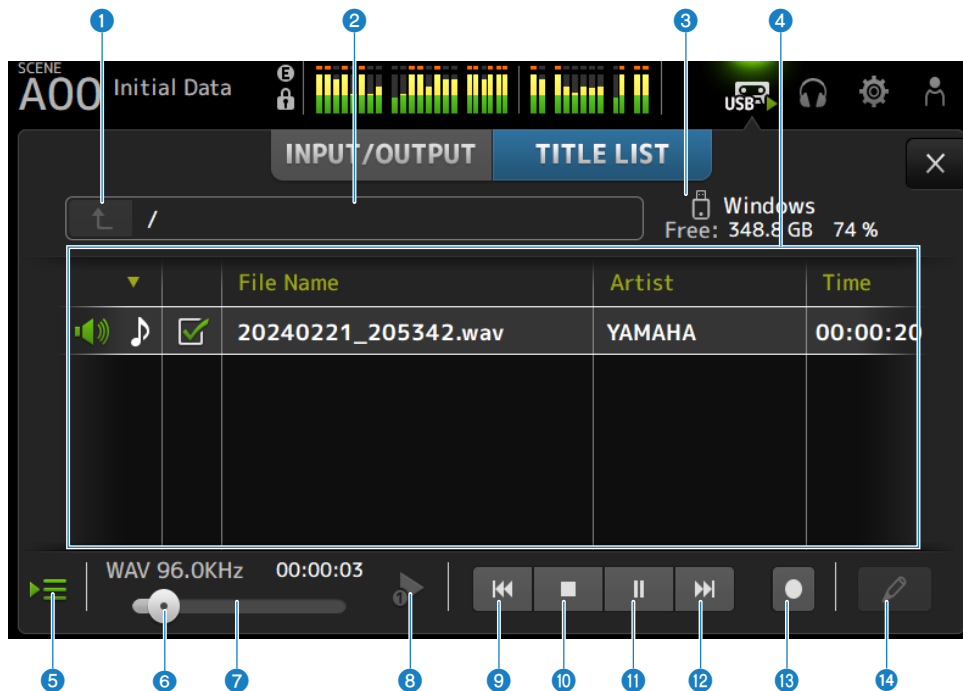 1 2 3 4
SCENE
A00 Initial Data E USB
INPUT/OUTPUT TITLE LIST
/ Windows
Free: 348.8 GB 74 %
File Name Artist Time
20240221_205342.wav YAMAHA 00:00:20
WAV 96.0KHz 00:00:03
1
5 6 7 8 9 10 11 12 13 14